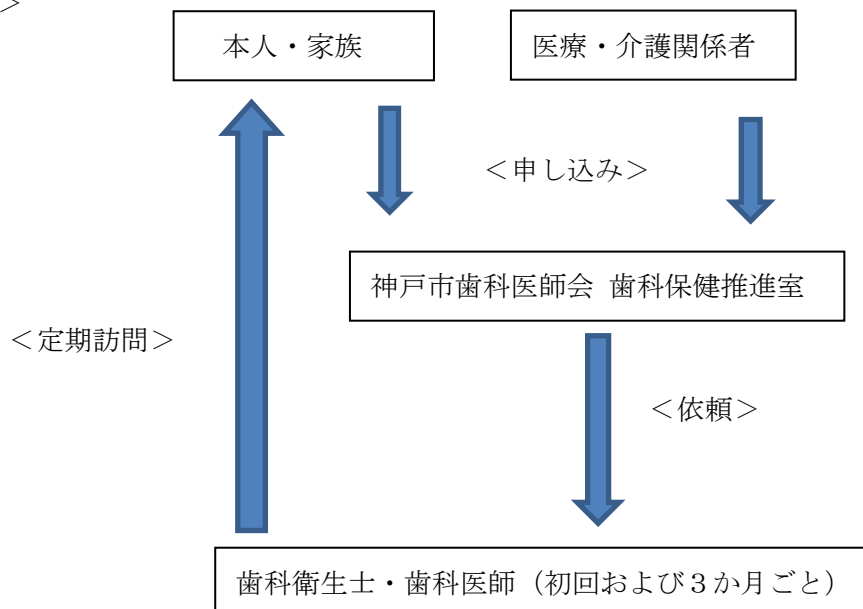 ＞
本人・家族
医療・介護関係者
＜申し込み＞
神戸市歯科医師会 歯科保健推進室
＜定期訪問＞
＜依頼＞
歯科衛生士・歯科医師（初回および３か月ごと）